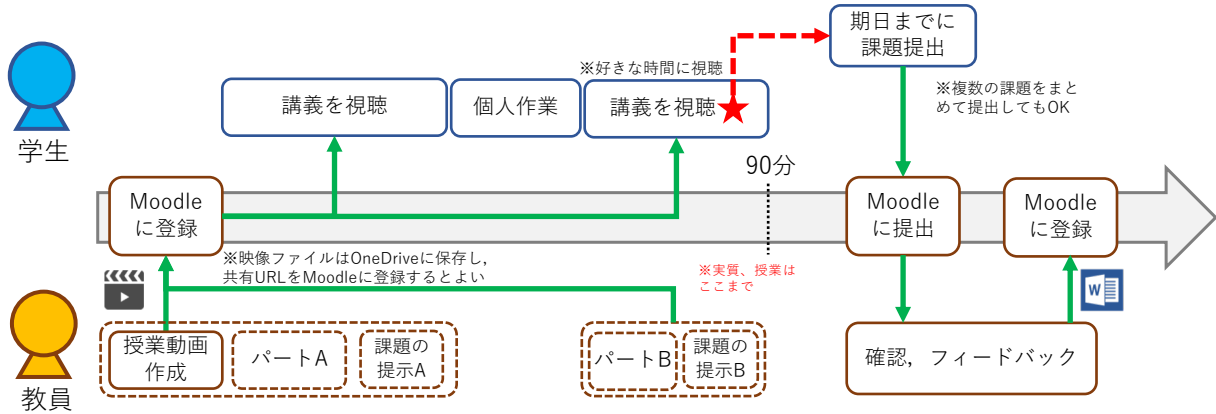 期日までに
課題提出
※好きな時間に視聴
※複数の課題をまと
めて提出してもOK
講義を視聴
個人作業
講義を視聴
学生
90分
Moodle
に登録
Moodle
に提出
Moodle
に登録
※映像ファイルはOneDriveに保存し，
共有URLをMoodleに登録するとよい
※実質、授業は
ここまで
W
授業動画
作成
パートA
課題の
提示A
パートB
課題の
提示B
確認，フィードバック
教員